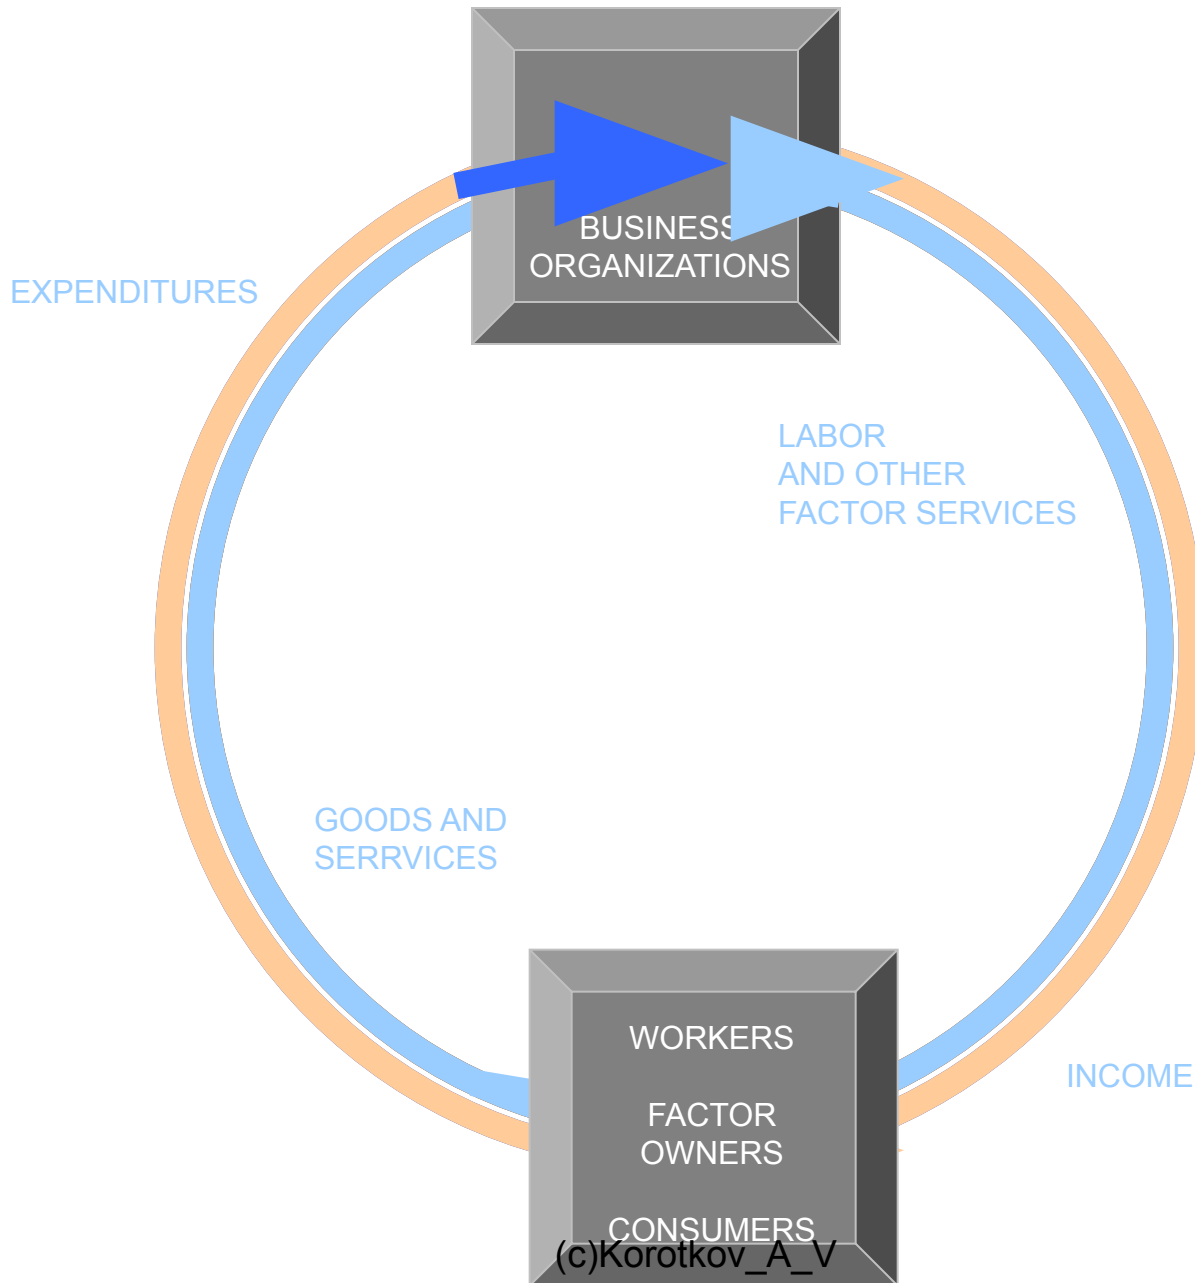 BUSINESS
ORGANIZATIONS
EXPENDITURES
LABOR
AND OTHER
FACTOR SERVICES
GOODS AND
SERRVICES
WORKERS
FACTOR
OWNERS
CONSUMERS
INCOME
(c)Korotkov_A_V